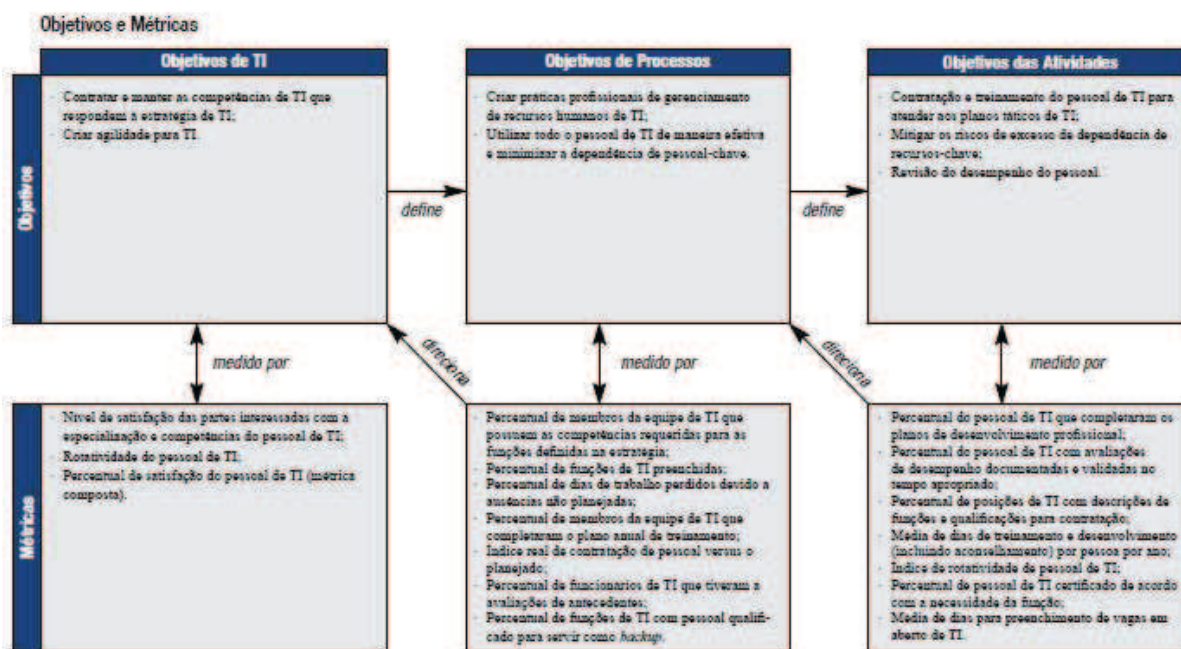 Objetivos e Métricas
Objetivos de TI
Objetivos
· Contratar e manter as competências de TI que
respondem à estratégia de TI;
· Criar agilidade para TI.
define
Objetivos de Processos
· Criar práticas profissionais de gerenciamento
de recursos humanos de TI;
· Utilizar todo o pessoal de TI de maneira efetiva
e minimizar a dependência de pessoal-chave.
define
Objetivos das Atividades
· Contratação e treinamento do pessoal de TI para
atender aos planos táticos de TI;
· Mitigar os riscos de excesso de dependência de
recursos-chave;
· Revisão do desempenho do pessoal.
medido por
direciona
medido por
direciona
medido por
Métricas
· Nível de satisfação das partes interessadas com a
especialização e competências do pessoal de TI;
· Rotatividade do pessoal de TI;
· Percentual de satisfação do pessoal de TI (métrica
composta).
· Percentual de membros da equipe de TI que
possuem as competências requeridas para as
funções definidas na estratégia;
· Percentual de funções de TI preenchidas;
· Percentual de dias de trabalho perdidos devido a
ausências não planejadas;
· Percentual de membros da equipe de TI que
completaram o plano anual de treinamento;
· Índice real de contratação de pessoal versus o
planejado;
· Percentual de funcionários de TI que tiveram a
avaliações de antecedentes;
· Percentual de funções de TI com pessoal qualifi-
cado para servir como backup.
· Percentual do pessoal de TI que completaram os
planos de desenvolvimento profissional;
· Percentual do pessoal de TI com avaliações
de desempenho documentadas e validadas no
tempo apropriado;
· Percentual de posições de TI com descrições de
funções e qualificações para contratação;
· Média de dias de treinamento e desenvolvimento
(incluindo aconselhamento) por pessoa por ano;
· Índice de rotatividade de pessoal de TI;
· Percentual de pessoal de TI certificado de acordo
com a necessidade da função;
· Média de dias para preenchimento de vagas em
aberto de TI.